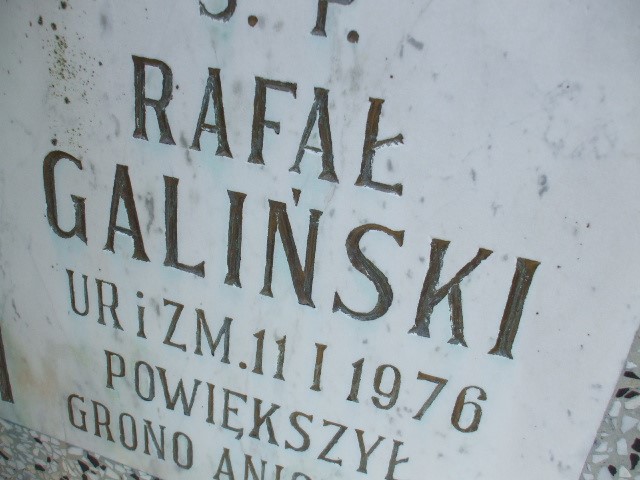 Ś. P.
RAFAŁ
GALIŃSKI
UR i ZM. 11 I 1976
POWIĘKSZYŁ
GRONO